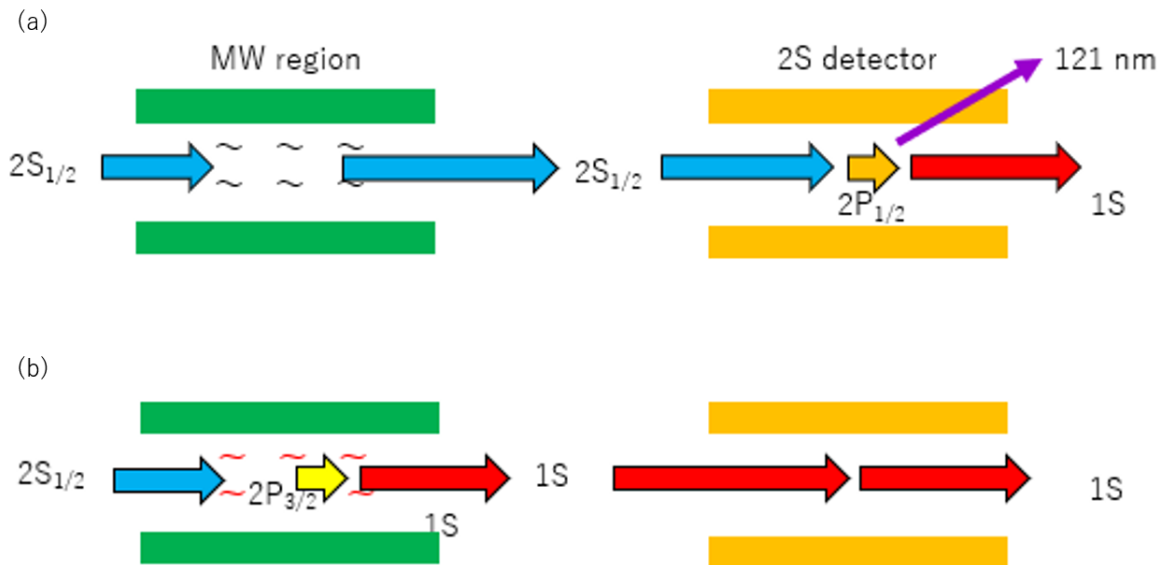 (a)
MW region
2S detector
121 nm
2S1/2
2S1/2
2P1/2
1S
(b)
2S1/2
2P3/2
1S
1S
1S